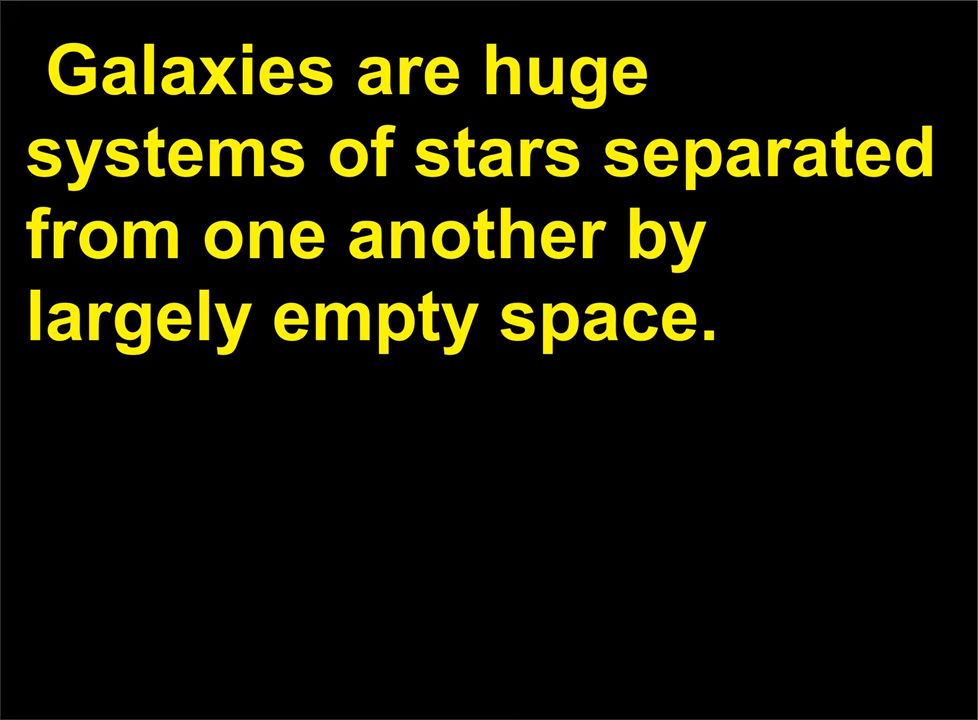 Galaxies are huge
systems of stars separated
from one another by
largely empty space.